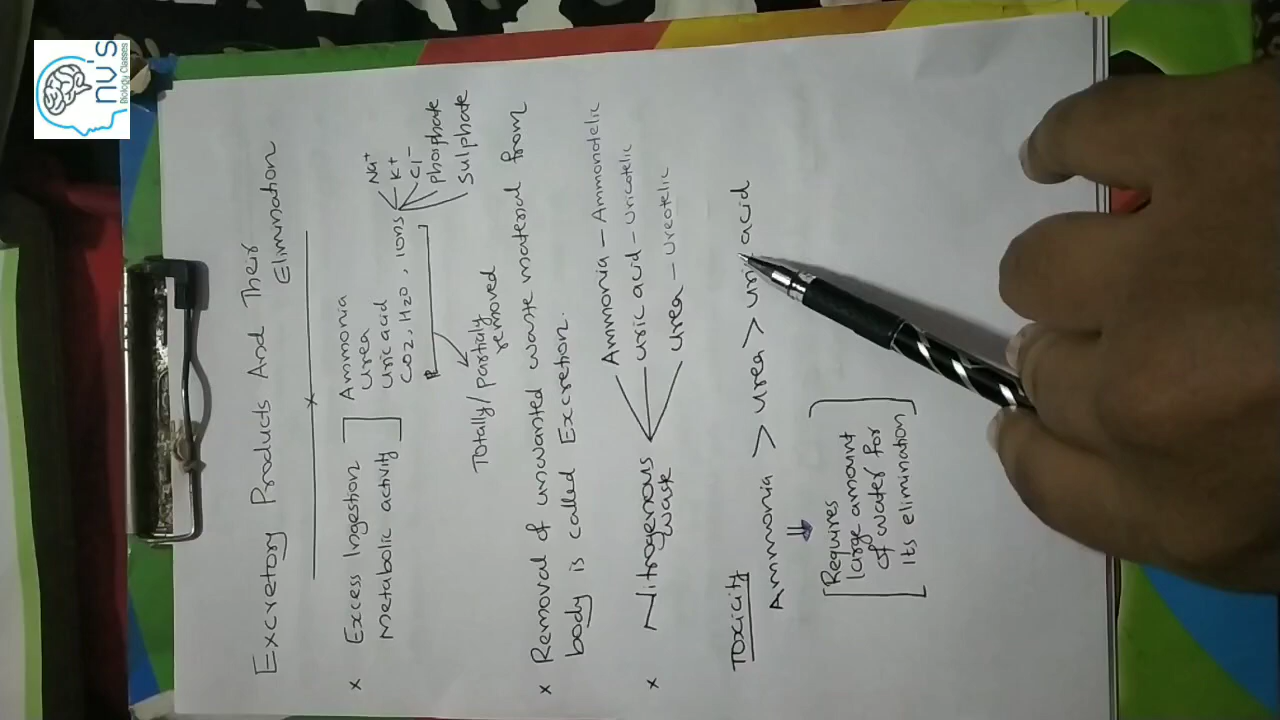 nv's
Biology Classes
Excretory Products And Their
Elimination
x Excess Ingestion
Metabolic activity
Ammonia
Urea
Uric acid
CO2, H2O, Ions
Na+
K+
Cl-
phosphate
Sulphate
Totally/partialy
removed
x Removal of unwanted waste material from
body is called Excretion.
x Nitrogenous
waste
Ammonia - Ammonotelic
uric acid - Uricotelic
urea - Ureotelic
Toxicity
Ammonia > urea > uric acid
⇓
[Requires
large amount
of water for
Its elimination]